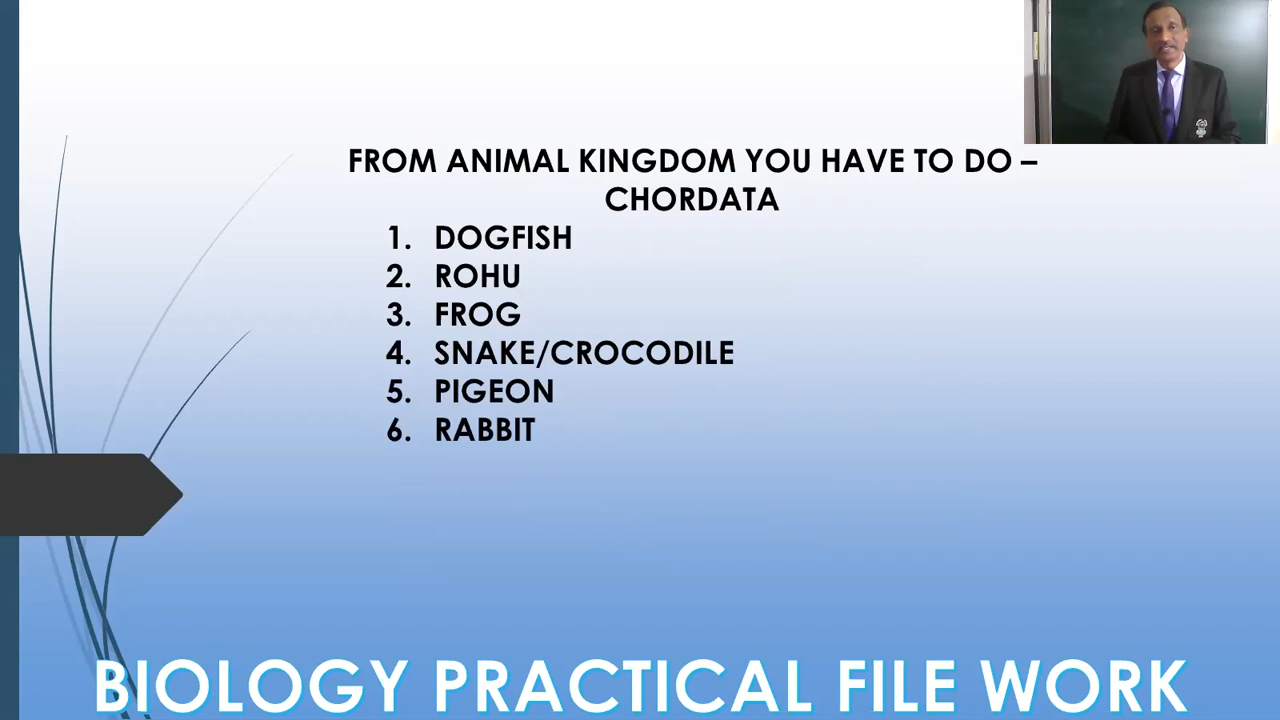 FROM ANIMAL KINGDOM YOU HAVE TO DO –
CHORDATA
1. DOGFISH
2. ROHU
3. FROG
4. SNAKE/CROCODILE
5. PIGEON
6. RABBIT
BIOLOGY PRACTICAL FILE WORK